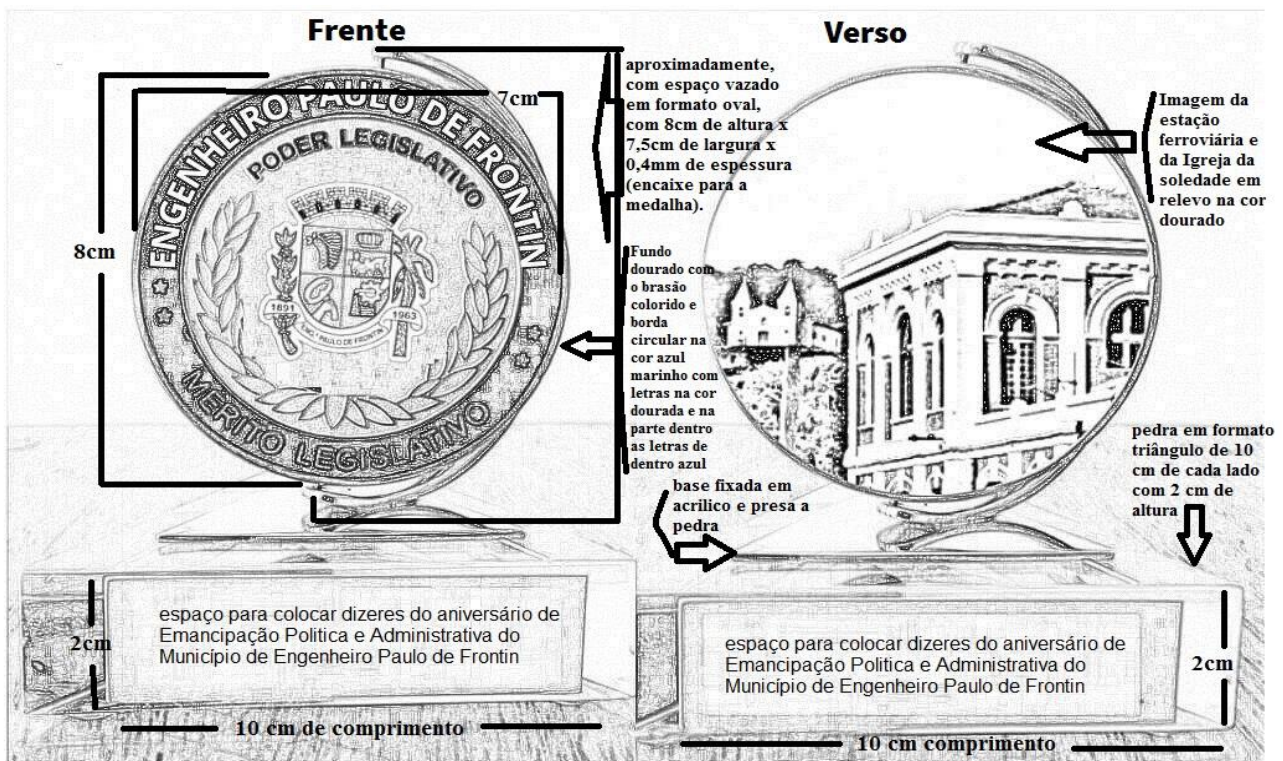 Frente
Verso
ENGENHEIRO PAULO DE FRONTIN
PODER LEGISLATIVO
1891
1963
PAULO DE FRONTIN
MERITO LEGISLATIVO
7cm
8cm
aproximadamente,
com espaço vazado
em formato oval,
com 8cm de altura x
7,5cm de largura x
0,4mm de espessura
(encaixe para a
medalha).
Fundo
dourado com
o brasão
colorido e
borda
circular na
cor azul
marinho com
letras na cor
dourada e na
parte dentro
as letras de
dentro azul
base fixada em
acrilico e presa a
pedra
Imagem da
estação
ferroviária e
da Igreja da
soledade em
relevo na cor
dourado
pedra em formato
triângulo de 10
cm de cada lado
com 2 cm de
altura
espaço para colocar dizeres do aniversário de
Emancipação Politica e Administrativa do
Município de Engenheiro Paulo de Frontin
2cm
10 cm de comprimento
espaço para colocar dizeres do aniversário de
Emancipação Politica e Administrativa do
Município de Engenheiro Paulo de Frontin
2cm
10 cm comprimento